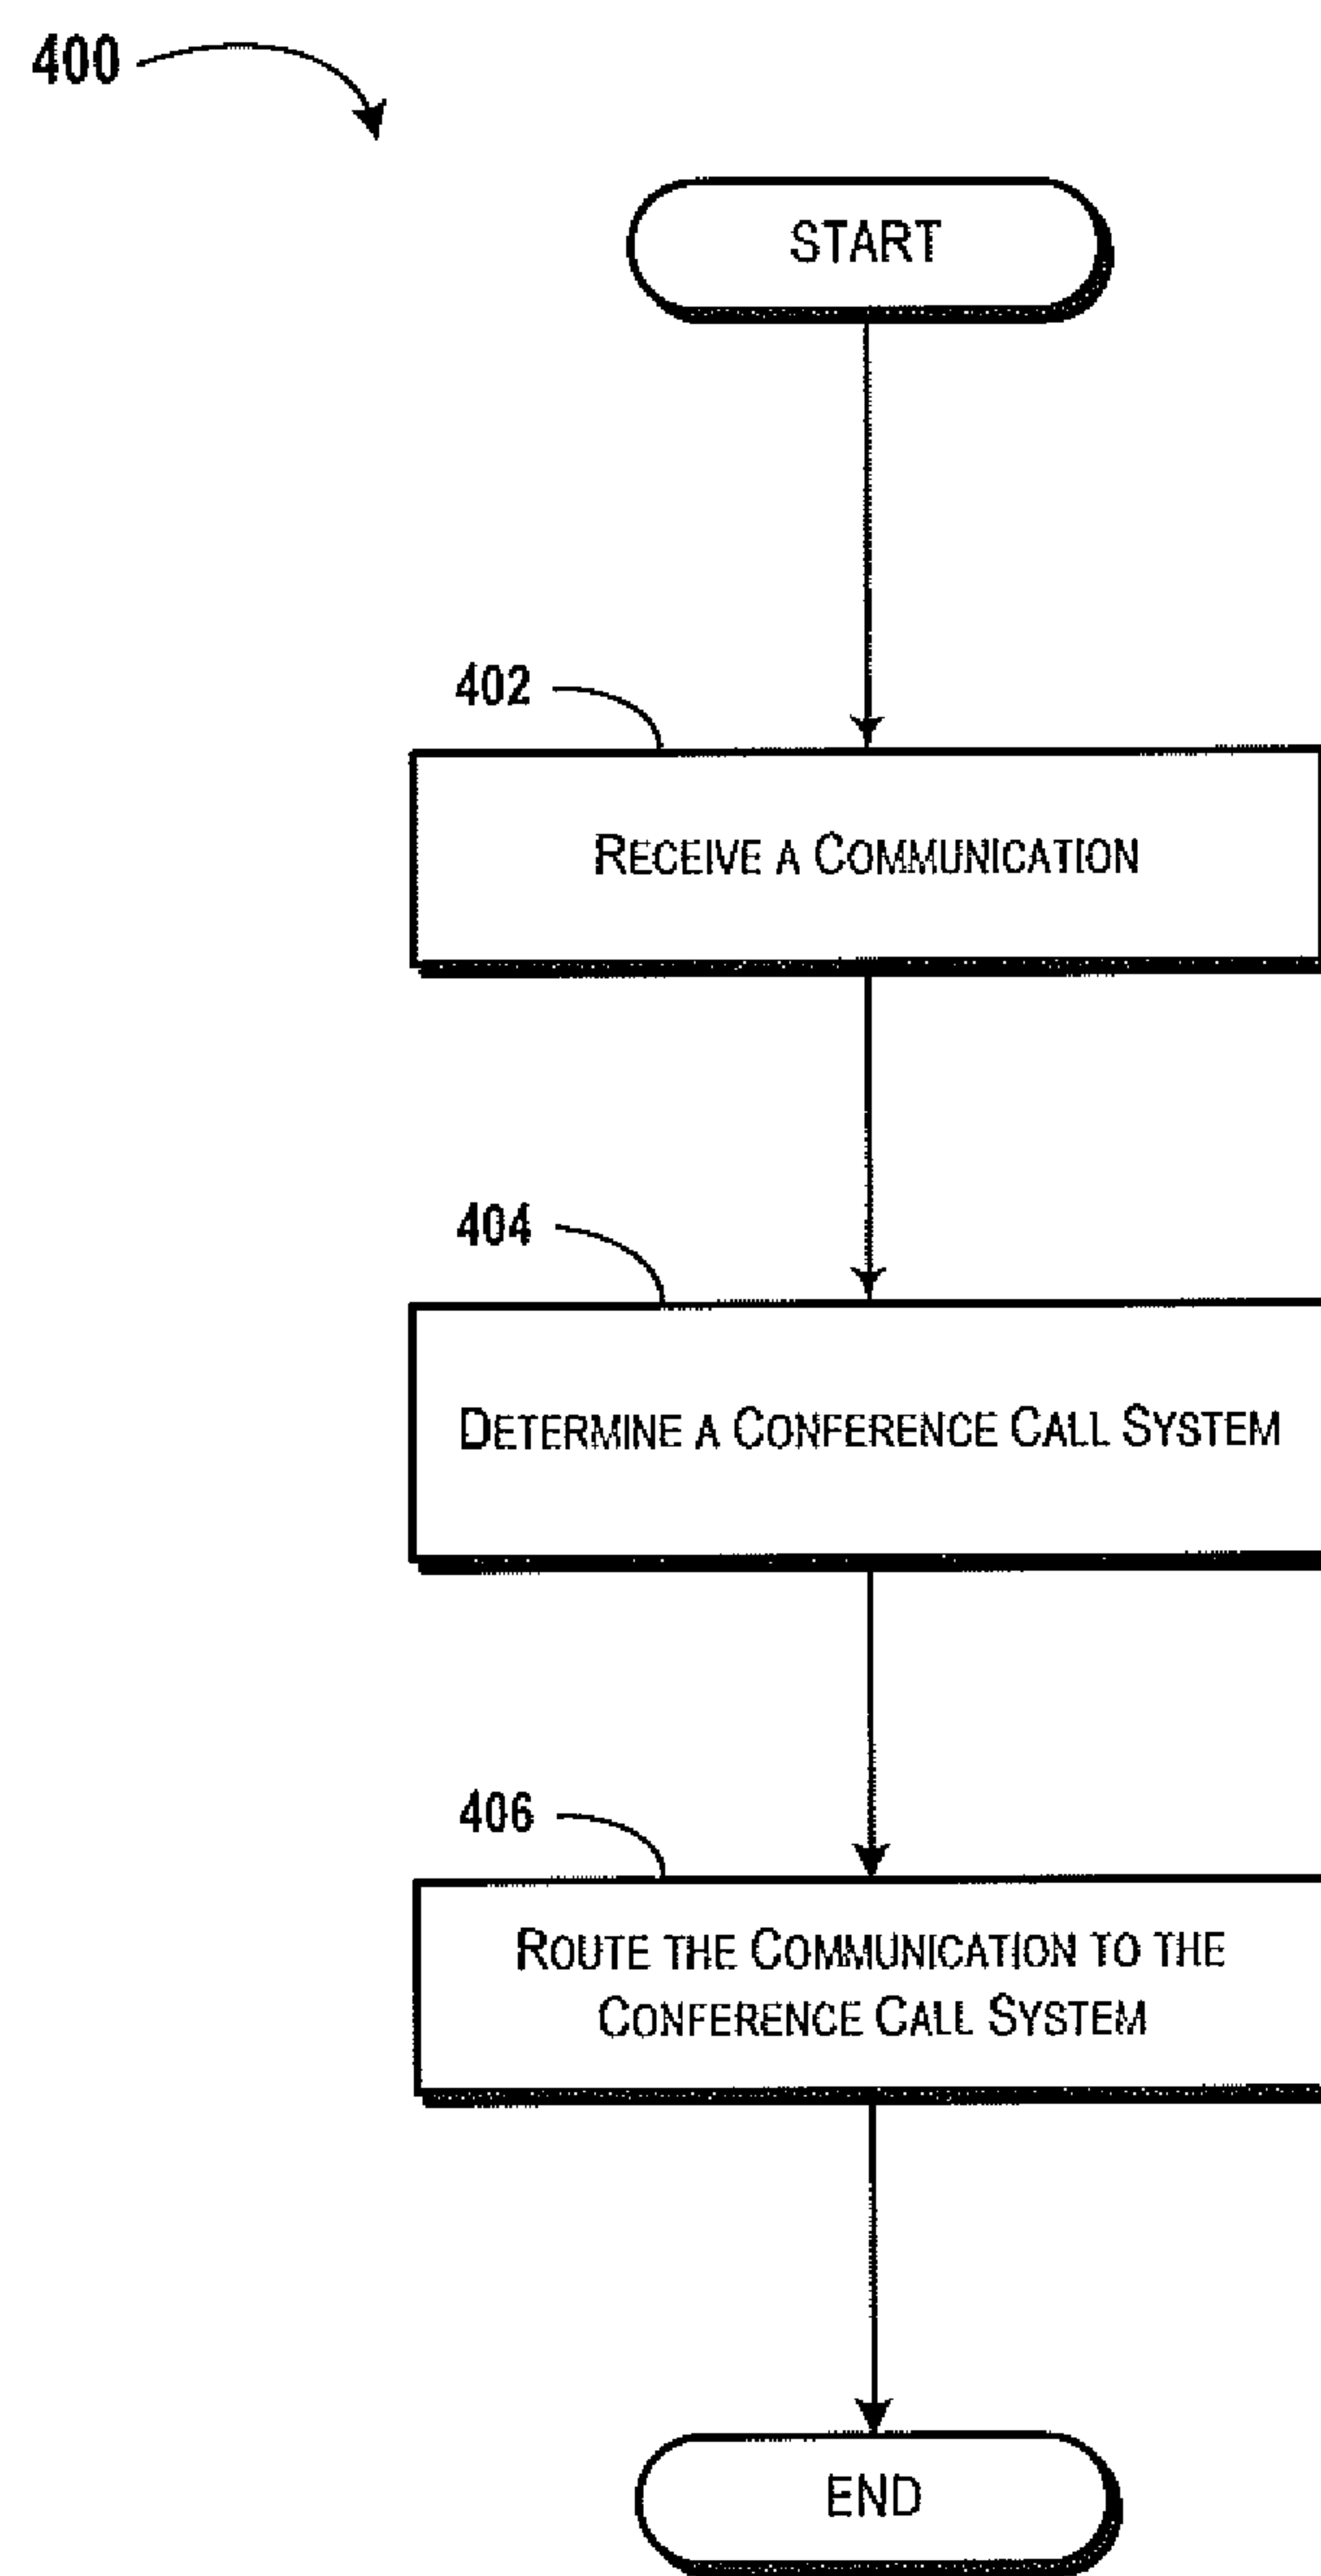 400
START
402
RECEIVE A COMMUNICATION
404
DETERMINE A CONFERENCE CALL SYSTEM
406
ROUTE THE COMMUNICATION TO THE
CONFERENCE CALL SYSTEM
END